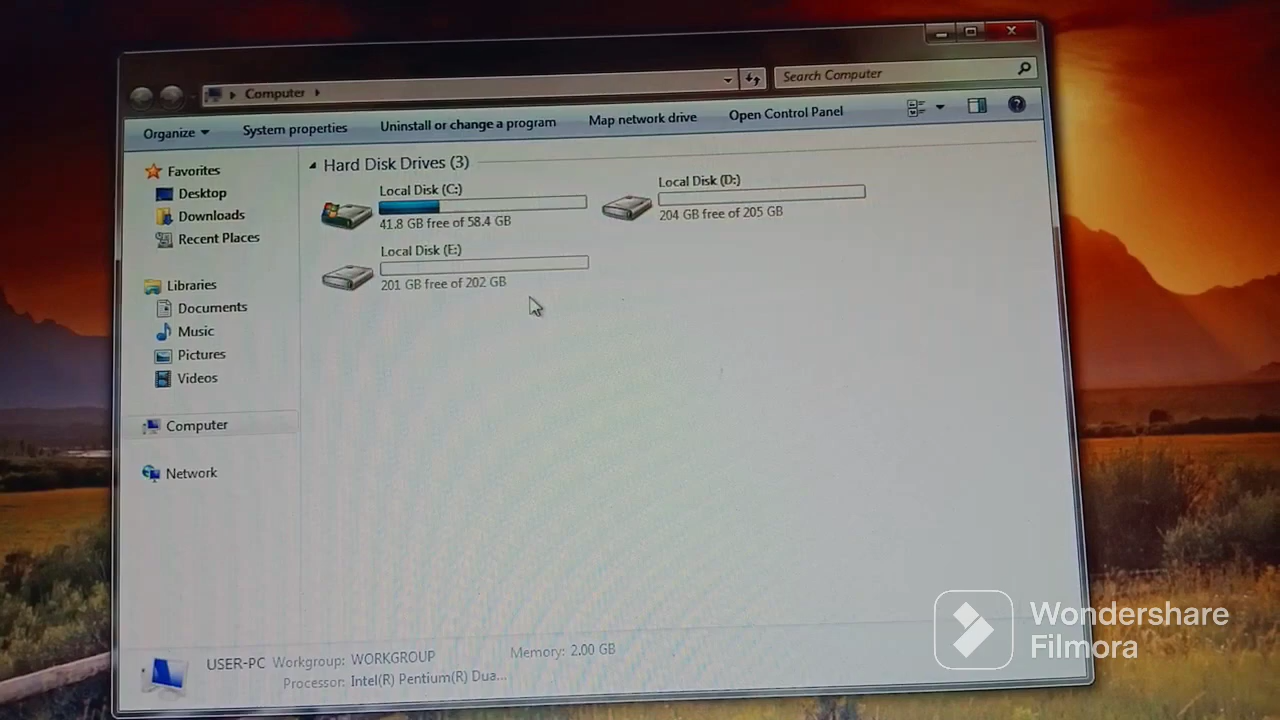 Computer
Search Computer
Organize
System properties
Uninstall or change a program
Map network drive
Open Control Panel
Favorites
Desktop
Downloads
Recent Places
Libraries
Documents
Music
Pictures
Videos
Computer
Network
Hard Disk Drives (3)
Local Disk (C:)
41.8 GB free of 58.4 GB
Local Disk (D:)
204 GB free of 205 GB
Local Disk (E:)
201 GB free of 202 GB
USER-PC Workgroup: WORKGROUP
Memory: 2.00 GB
Processor: Intel(R) Pentium(R) Dua...
Wondershare
Filmora